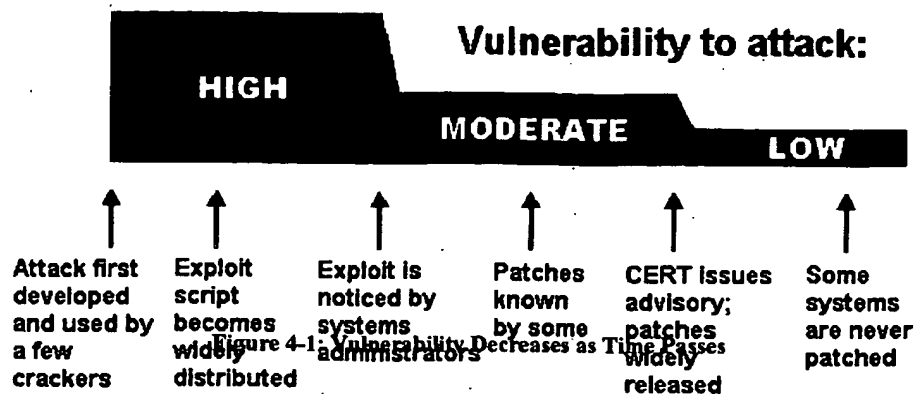 Vulnerability to attack:
HIGH
MODERATE
LOW
Attack first
developed
and used by
a few
crackers
Exploit
script
becomes
widely
distributed
Exploit is
noticed by
systems
administrators
Patches
known
by some
CERT issues
advisory;
patches
widely
released
Some
systems
are never
patched
Figure 4-1: Vulnerability Decreases as Time Passes